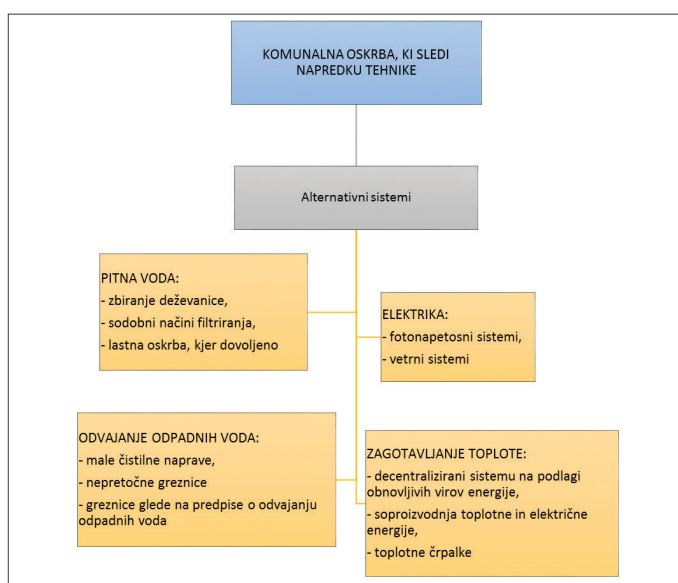 KOMUNALNA OSKRBA, KI SLEDI
NAPREDKU TEHNIKE
Alternativni sistemi
PITNA VODA:
- zbiranje deževanice,
- sodobni načini filtriranja,
- lastna oskrba, kjer dovoljeno
ELEKTRIKA:
- fotonapetosni sistemi,
- vetrni sistemi
ODVAJANJE ODPADNIH VODA:
- male čistilne naprave,
- nepretočne greznice
- greznice glede na predpise o odvajanju
odpadnih voda
ZAGOTAVLJANJE TOPLOTE:
- decentralizirani sistemu na podlagi
obnovljivih virov energije,
- soproizvodnja toplotne in električne
energije,
- toplotne črpalke